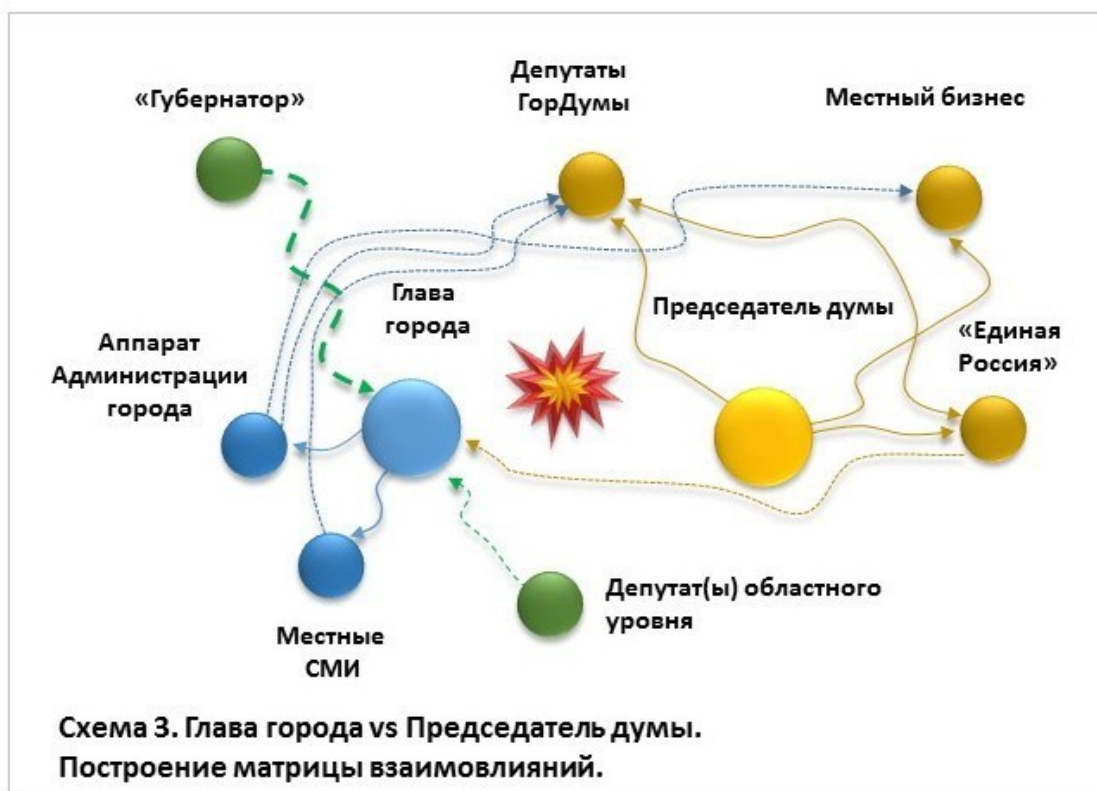 «Губернатор»
Депутаты
ГорДумы
Местный бизнес
Глава
города
Председатель думы
«Единая
Россия»
Аппарат
Администрации
города
Депутат(ы) областного
уровня
Местные
СМИ
Схема 3. Глава города vs Председатель думы.
Построение матрицы взаимовлияний.